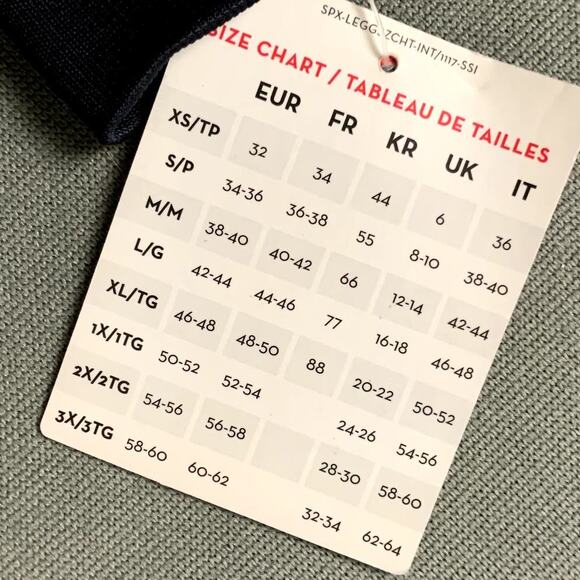 SPX-LEGG SZCHT-INT/1117-SSI
SIZE CHART / TABLEAU DE TAILLES
EUR FR KR UK IT
XS/TP 32 34 44 6 36
S/P 34-36 36-38 55 8-10 38-40
M/M 38-40 40-42 66 12-14 42-44
L/G 42-44 44-46 77 16-18 46-48
XL/TG 46-48 48-50 88 20-22 50-52
1X/1TG 50-52 52-54 24-26 54-56
2X/2TG 54-56 56-58 28-30 58-60
3X/3TG 58-60 60-62 32-34 62-64